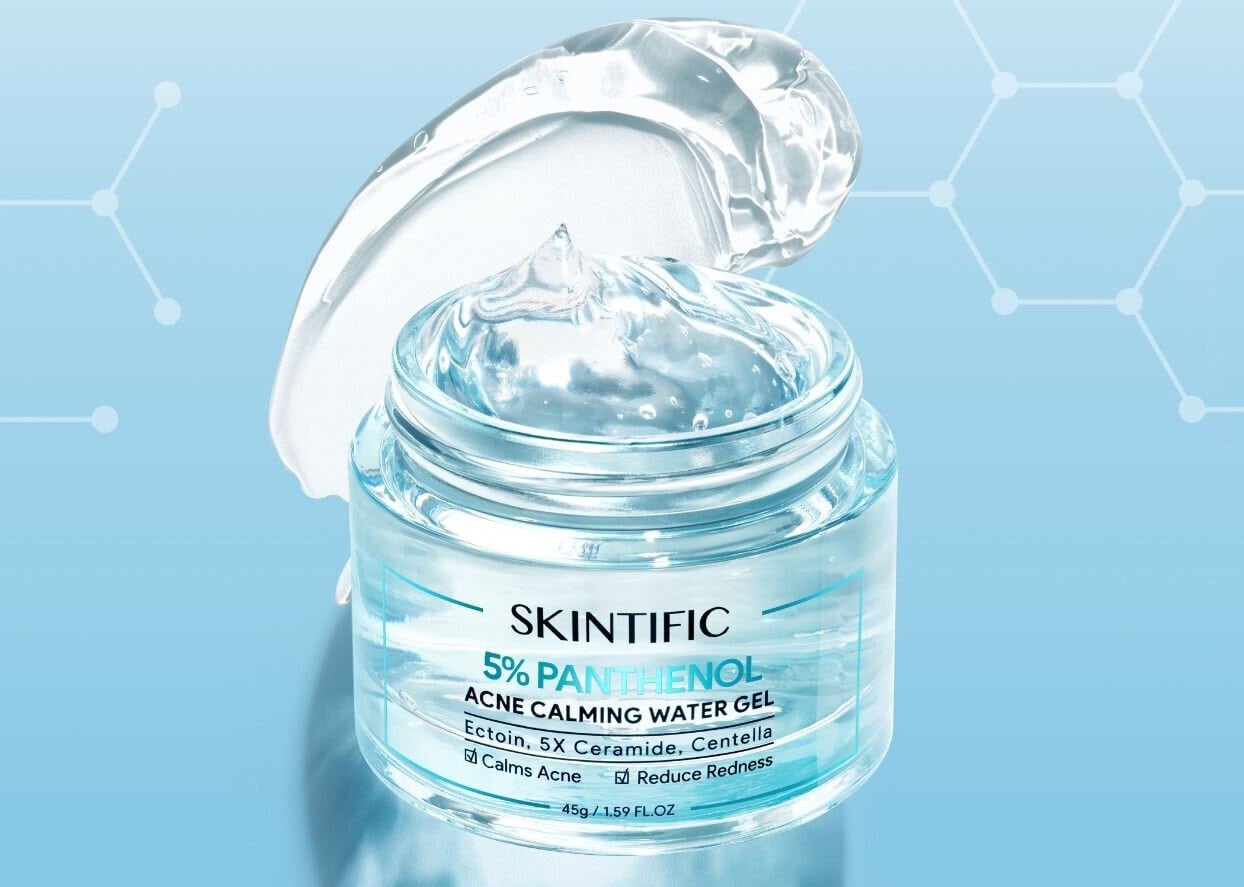 SKINTIFIC
5% PANTHENOL
ACNE CALMING WATER GEL
Ectoin, 5X Ceramide, Centella
☑ Calms Acne ☑ Reduce Redness
45g / 1.59 FL.OZ